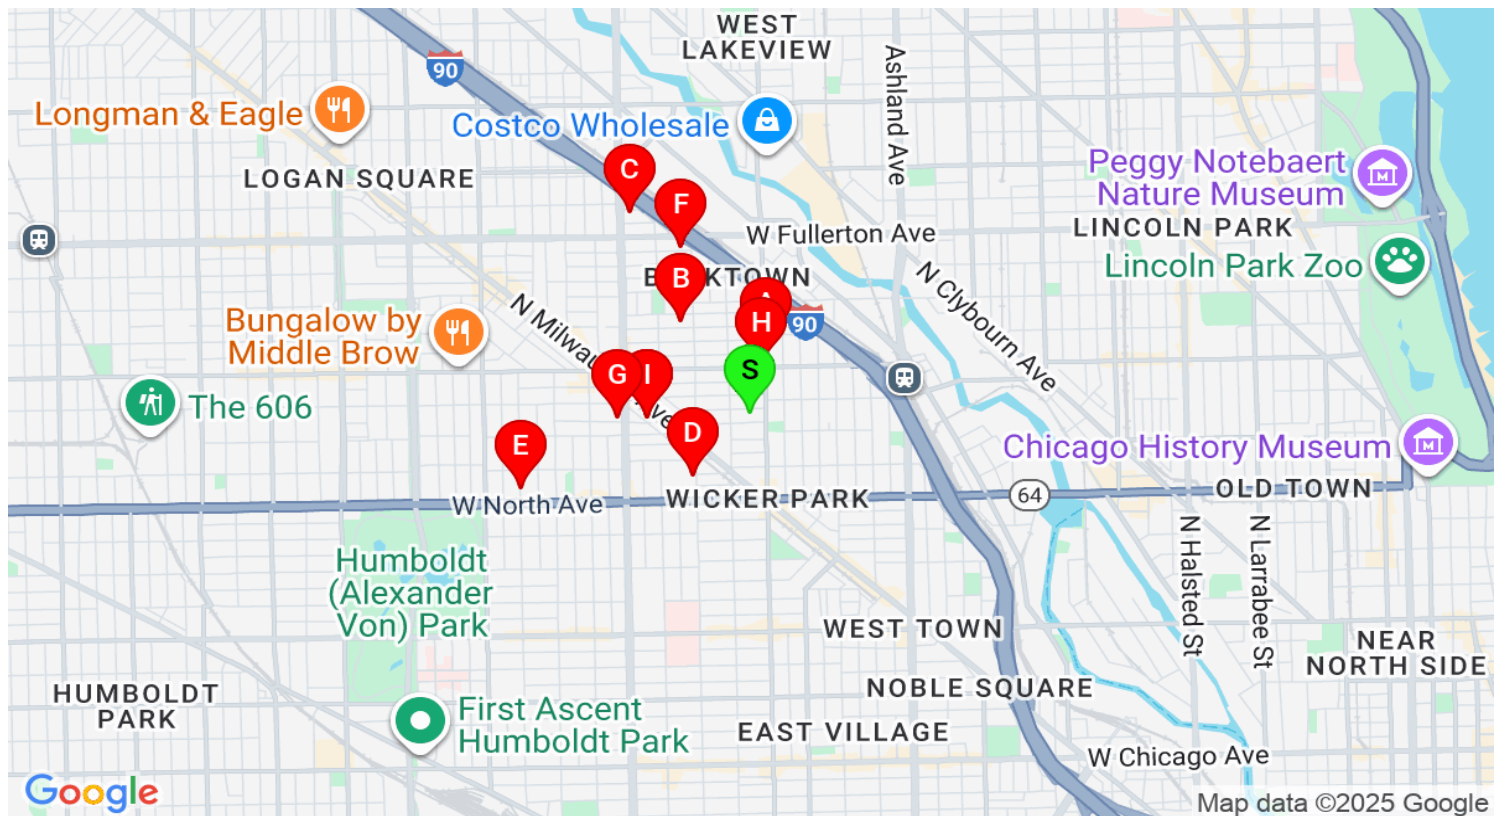 WEST
LAKEVIEW
90
Ashland Ave
Longman & Eagle
Costco Wholesale
C
Peggy Notebaert
Nature Museum
LOGAN SQUARE
F
W Fullerton Ave
LINCOLN PARK
B
KTOWN
Lincoln Park Zoo
N Clybourn Ave
A
H
90
Bungalow by
Middle Brow
N Milwau
Ave
S
G
I
The 606
D
E
Chicago History Museum
64
OLD TOWN
W North Ave
WICKER PARK
N Halsted St
N Larrabee St
Humboldt
(Alexander
Von) Park
WEST TOWN
NEAR
NORTH SIDE
HUMBOLDT
PARK
NOBLE SQUARE
First Ascent
Humboldt Park
EAST VILLAGE
W Chicago Ave
Google
Map data ©2025 Google